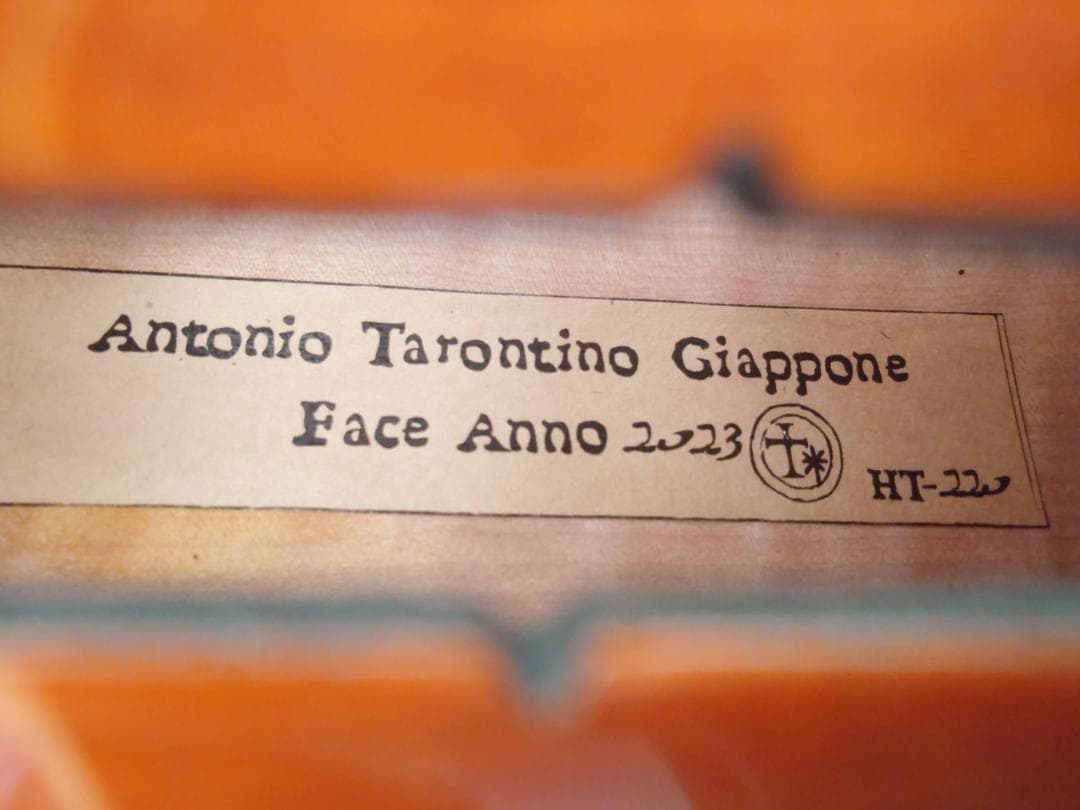 Antonio Tarontino Giappone
Face Anno 2023
HT-220